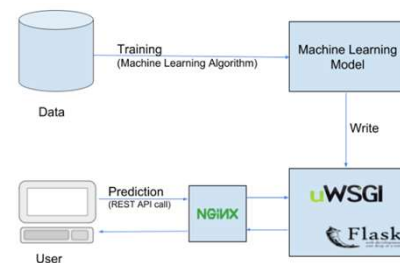 Training
(Machine Learning Algorithm)
Machine Learning
Model
Data
Write
Prediction
(REST API call)
NGINX
uWSGI
Flask
User